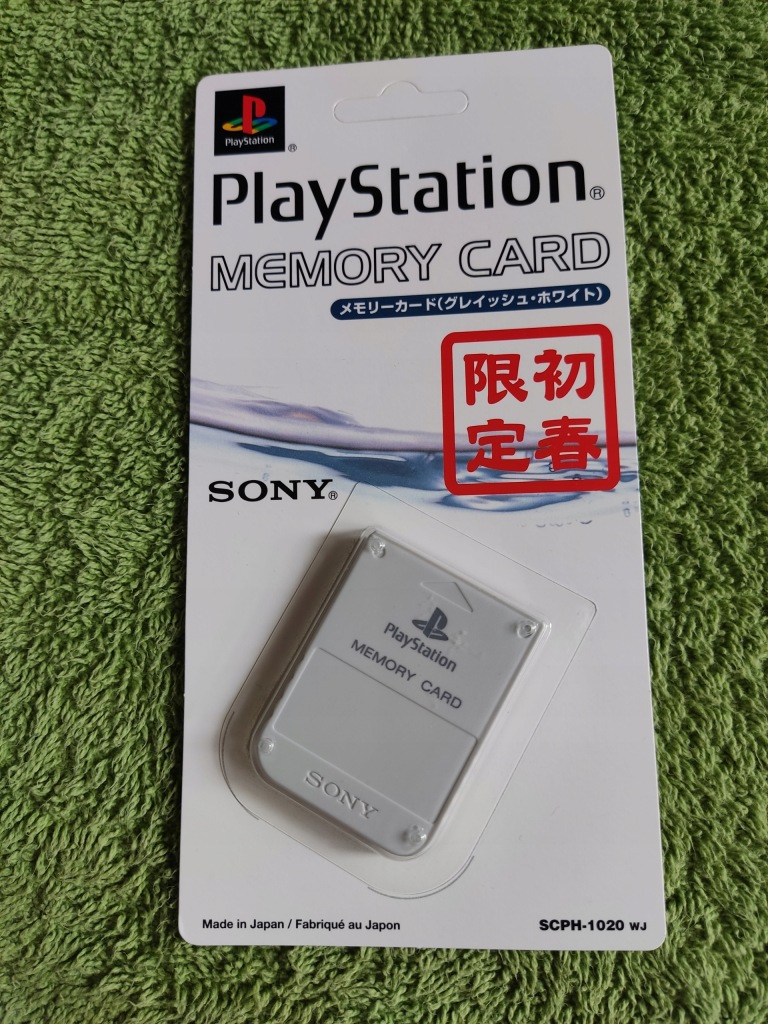 PlayStation ®
PlayStation®
MEMORY CARD
メモリーカード(グレイッシュ・ホワイト)
初春
限定
SONY®
PlayStation
MEMORY CARD
SONY
Made in Japan / Fabriqué au Japon
SCPH-1020 WJ